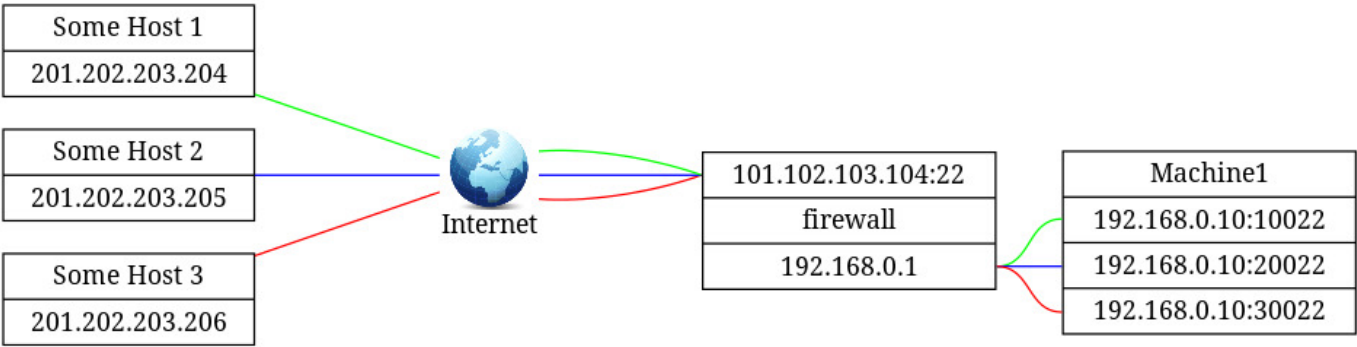 Some Host 1
201.202.203.204
Some Host 2
201.202.203.205
Some Host 3
201.202.203.206
Internet
101.102.103.104:22
firewall
192.168.0.1
Machine1
192.168.0.10:10022
192.168.0.10:20022
192.168.0.10:30022